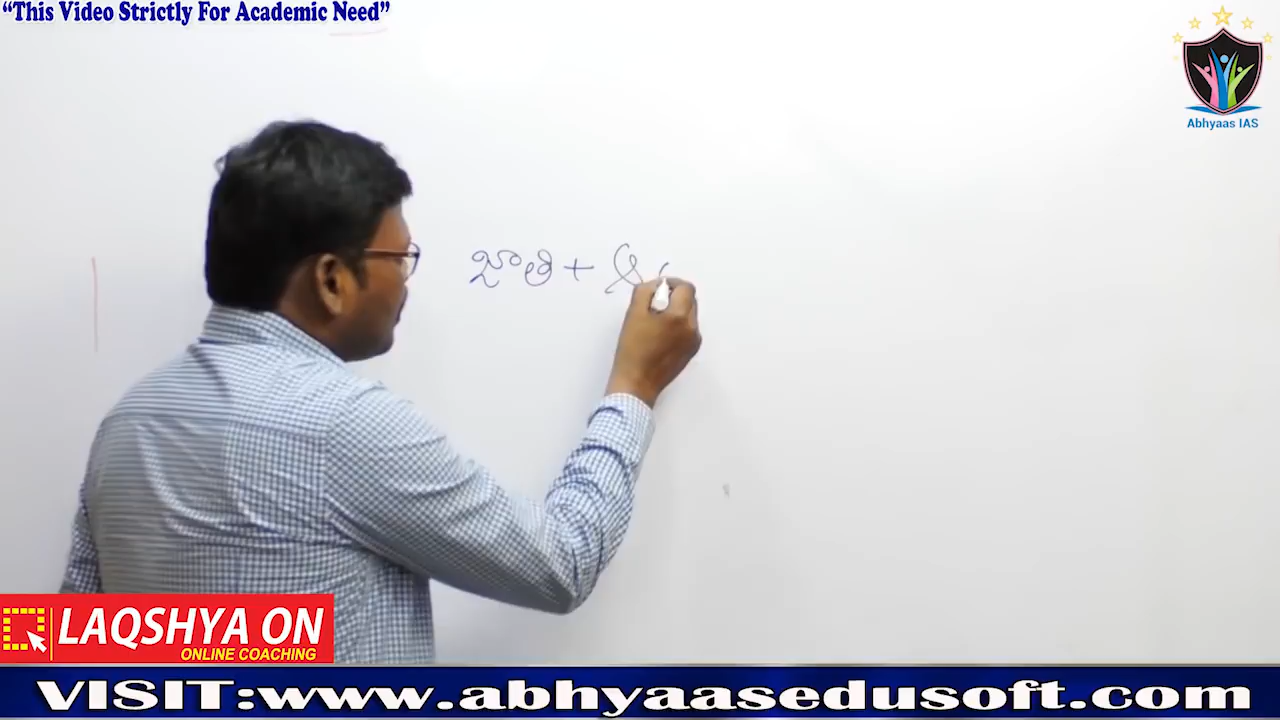 “This Video Strictly For Academic Need”
Abhyaas IAS
జాతి + ఆ
LAQSHYA ON
ONLINE COACHING
VISIT:www.abhyaasedusoft.com